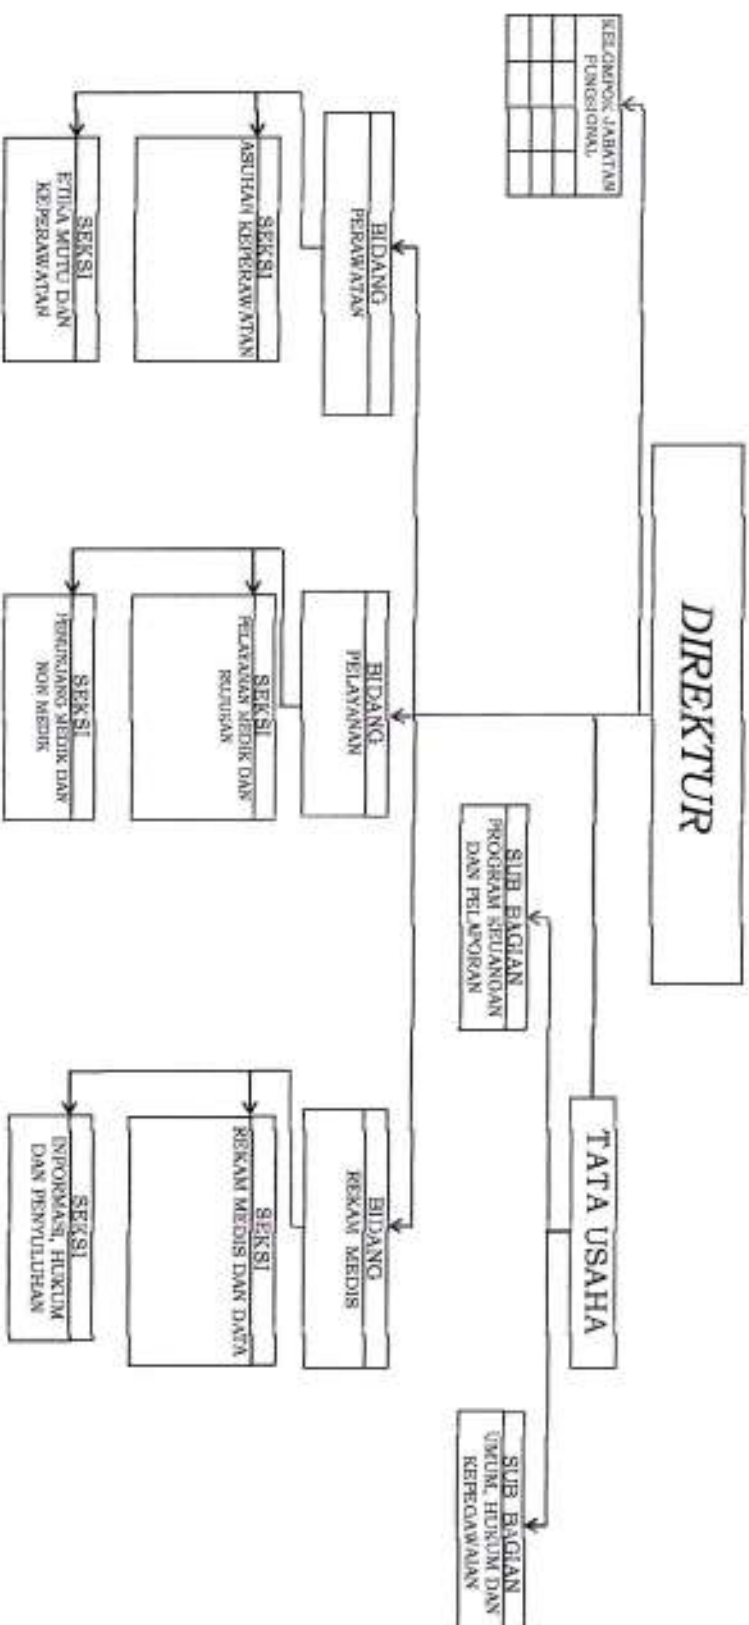 DIREKTUR
KELOMPOK JABATAN
FUNGSIONAL
TATA USAHA
SUB BAGIAN
PROGRAM KEUANGAN
DAN PELAPORAN
SUB BAGIAN
UMUM, HUKUM DAN
KEPEGAWAIAN
BIDANG
PERAWATAN
BIDANG
PELAYANAN
BIDANG
REKAM MEDIS
SEKSI
ASUHAN KEPERAWATAN
SEKSI
PELAYANAN MEDIK DAN
RUJUKAN
SEKSI
REKAM MEDIS DAN DATA
SEKSI
ETIKA MUTU DAN
KEPERAWATAN
SEKSI
PENUNJANG MEDIK DAN
NON MEDIK
SEKSI
INFORMASI, HUKUM
DAN PENYULUHAN